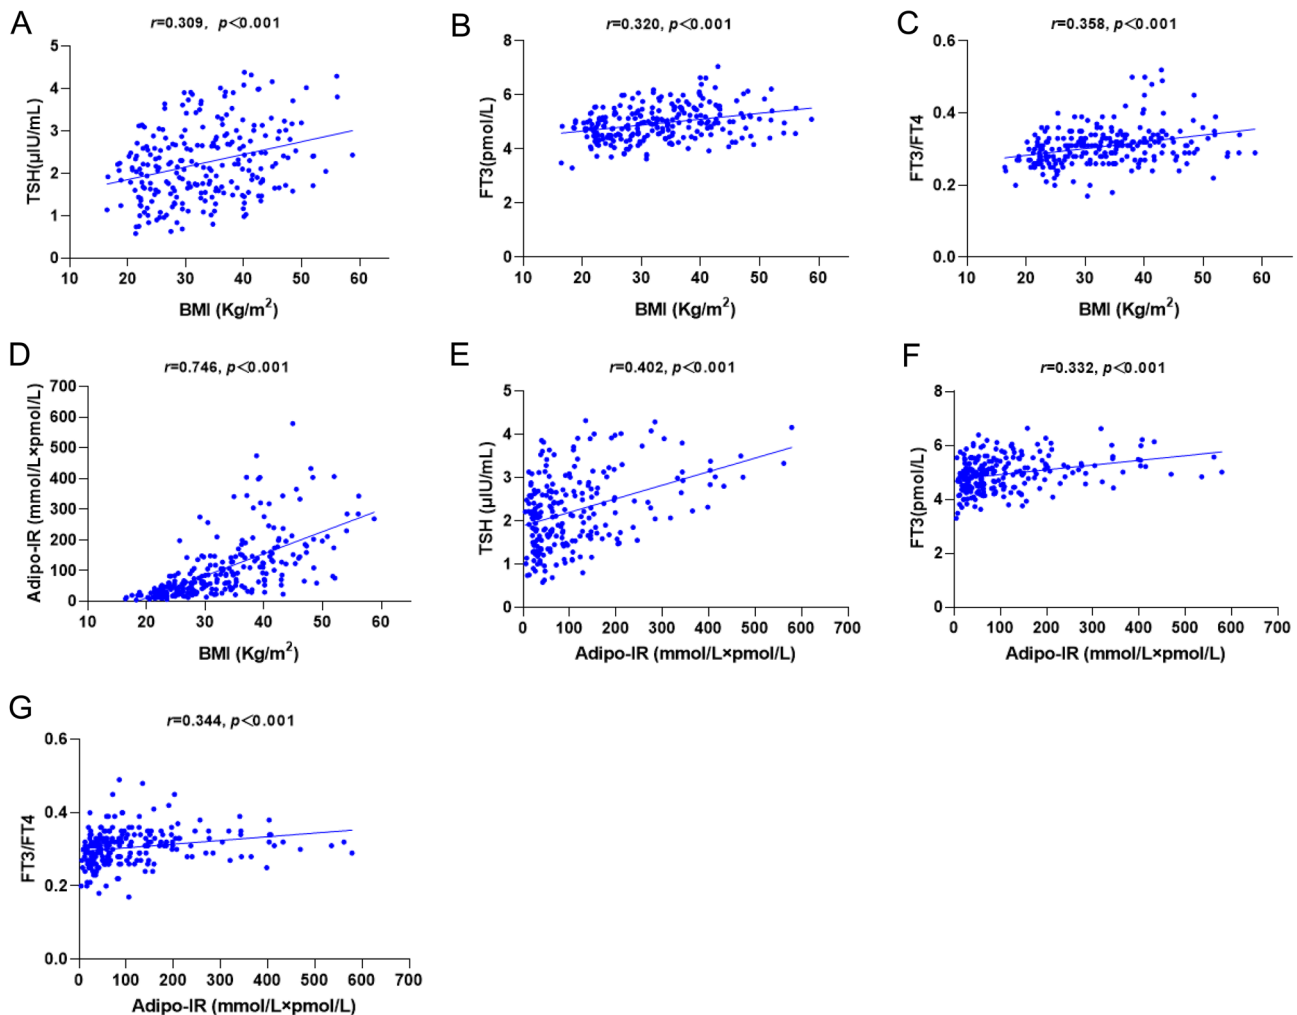 A
r=0.309, p<0.001
5
4
3
2
1
0
TSH(µIU/mL)
10 20 30 40 50 60
BMI (Kg/m²)
B
r=0.320, p<0.001
8
6
4
2
0
FT3(pmol/L)
10 20 30 40 50 60
BMI (Kg/m²)
C
r=0.358, p<0.001
0.6
0.4
0.2
0.0
FT3/FT4
10 20 30 40 50 60
BMI (Kg/m²)
D
r=0.746, p<0.001
700
600
500
400
300
200
100
0
Adipo-IR (mmol/L×pmol/L)
10 20 30 40 50 60
BMI (Kg/m²)
E
r=0.402, p<0.001
5
4
3
2
1
0
TSH (µIU/mL)
0 100 200 300 400 500 600 700
Adipo-IR (mmol/L×pmol/L)
F
r=0.332, p<0.001
8
6
4
2
0
FT3(pmol/L)
0 100 200 300 400 500 600 700
Adipo-IR (mmol/L×pmol/L)
G
r=0.344, p<0.001
0.6
0.4
0.2
0.0
FT3/FT4
0 100 200 300 400 500 600 700
Adipo-IR (mmol/L×pmol/L)